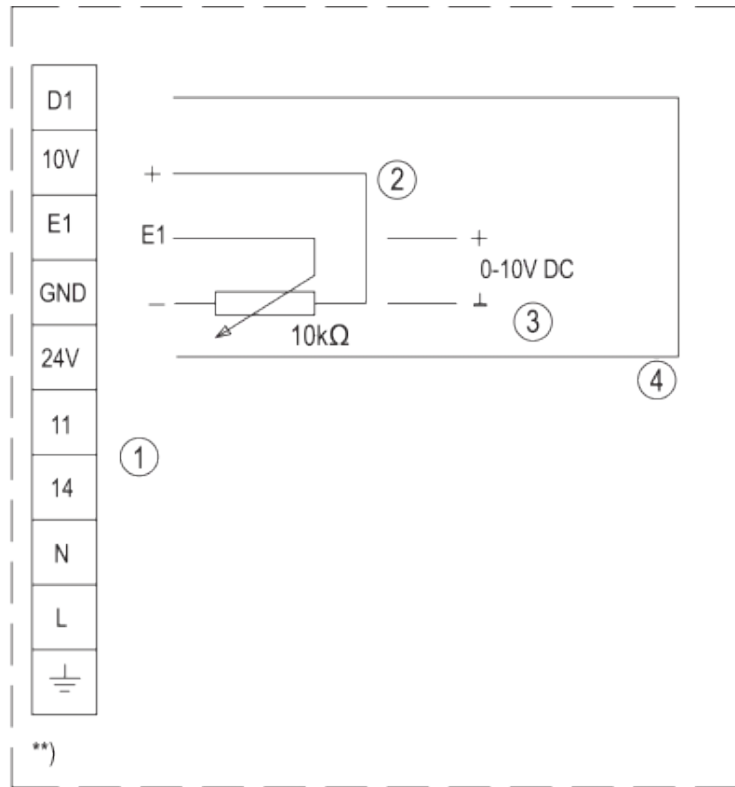 D1
10V
E1
GND
24V
11
14
N
L
**)
+
E1
–
10kΩ
2
+
0-10V DC
3
4
1